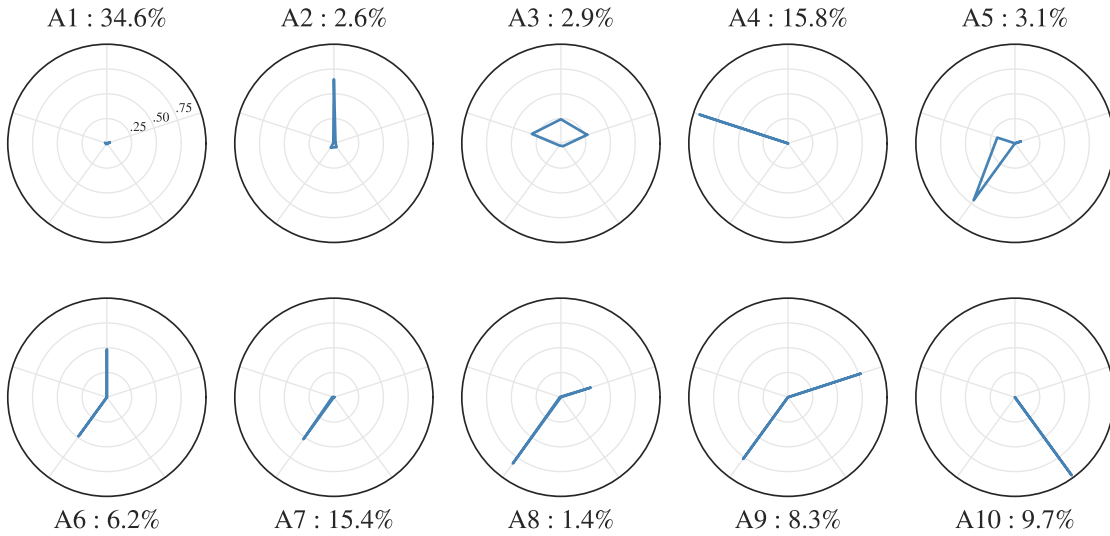 A1 : 34.6%
A2 : 2.6%
A3 : 2.9%
A4 : 15.8%
A5 : 3.1%
.25 .50 .75
A6 : 6.2%
A7 : 15.4%
A8 : 1.4%
A9 : 8.3%
A10 : 9.7%